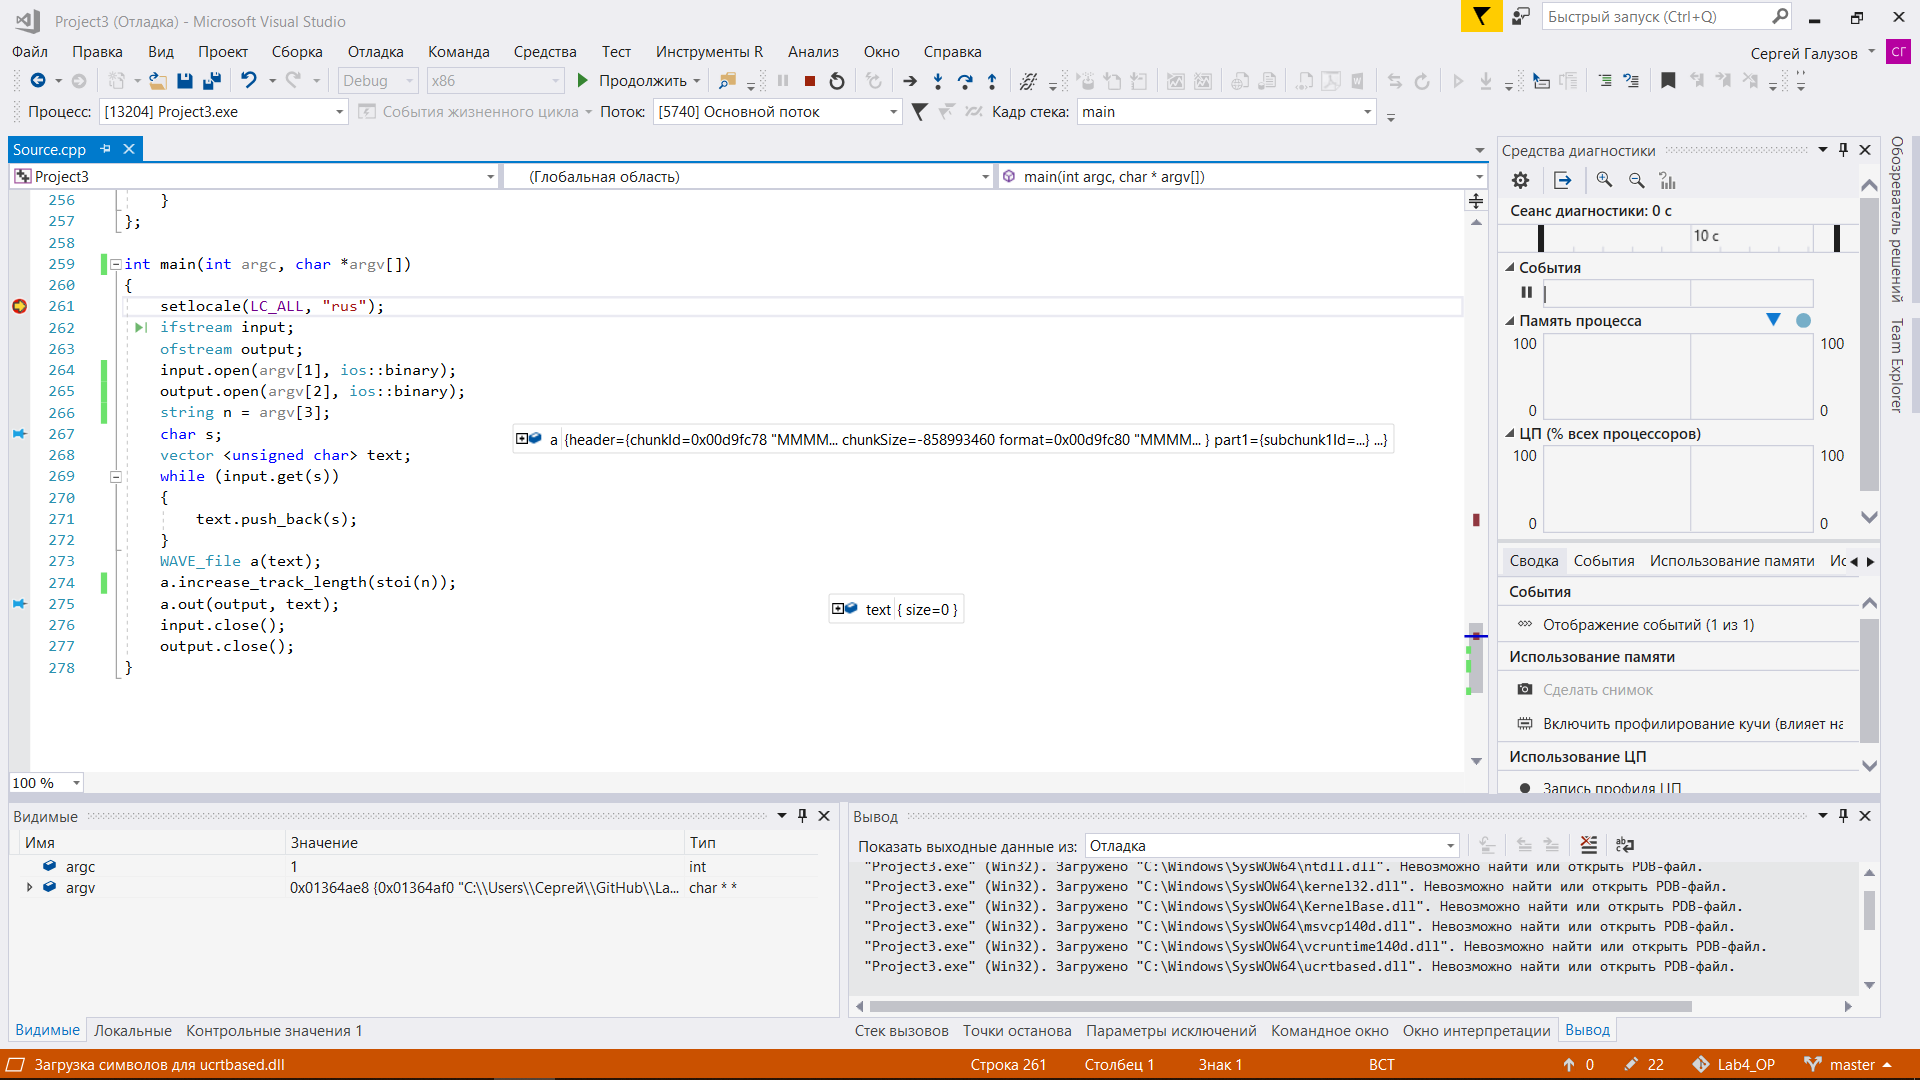 Project3 (Отладка) - Microsoft Visual Studio
Быстрый запуск (Ctrl+Q)
Файл Правка Вид Проект Сборка Отладка Команда Средства Тест Инструменты R Анализ Окно Справка
Сергей Галузов СГ
Debug x86 Продолжить
Процесс: [13204] Project3.exe События жизненного цикла Поток: [5740] Основной поток Кадр стека: main
Source.cpp
Project3 (Глобальная область) main(int argc, char * argv[])
256 }
257 };
258
259 int main(int argc, char *argv[])
260 {
261 setlocale(LC_ALL, "rus");
262 ifstream input;
263 ofstream output;
264 input.open(argv[1], ios::binary);
265 output.open(argv[2], ios::binary);
266 string n = argv[3];
267 char s;
a {header={chunkId=0x00d9fc78 "MMMM... chunkSize=-858993460 format=0x00d9fc80 "MMMM... } part1={subchunk1Id=...} ...}
268 vector <unsigned char> text;
269 while (input.get(s))
270 {
271 text.push_back(s);
272 }
273 WAVE_file a(text);
274 a.increase_track_length(stoi(n));
275 a.out(output, text);
text { size=0 }
276 input.close();
277 output.close();
278 }
100 %
Средства диагностики
Сеанс диагностики: 0 с
10 с
События
Память процесса
100 100
0 0
ЦП (% всех процессоров)
100 100
0 0
Сводка События Использование памяти Ис
События
Отображение событий (1 из 1)
Использование памяти
Сделать снимок
Включить профилирование кучи (влияет на
Использование ЦП
Запись профиля ЦП
Обозреватель решений
Team Explorer
Видимые
Имя Значение Тип
argc 1 int
argv 0x01364ae8 {0x01364af0 "C:\\Users\\Сергей\\GitHub\\La... char * *
Видимые Локальные Контрольные значения 1
Вывод
Показать выходные данные из: Отладка
"Project3.exe" (Win32). Загружено "C:\Windows\SysWOW64\ntdll.dll". Невозможно найти или открыть PDB-файл.
"Project3.exe" (Win32). Загружено "C:\Windows\SysWOW64\kernel32.dll". Невозможно найти или открыть PDB-файл.
"Project3.exe" (Win32). Загружено "C:\Windows\SysWOW64\KernelBase.dll". Невозможно найти или открыть PDB-файл.
"Project3.exe" (Win32). Загружено "C:\Windows\SysWOW64\msvcp140d.dll". Невозможно найти или открыть PDB-файл.
"Project3.exe" (Win32). Загружено "C:\Windows\SysWOW64\vcruntime140d.dll". Невозможно найти или открыть PDB-файл.
"Project3.exe" (Win32). Загружено "C:\Windows\SysWOW64\ucrtbased.dll". Невозможно найти или открыть PDB-файл.
Стек вызовов Точки останова Параметры исключений Командное окно Окно интерпретации Вывод
Загрузка символов для ucrtbased.dll Строка 261 Столбец 1 Знак 1 ВСТ 0 22 Lab4_OP master